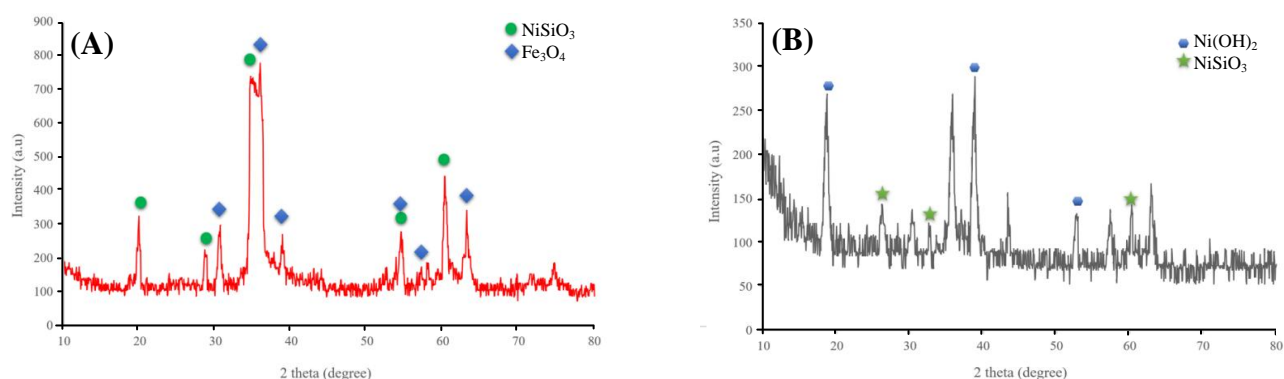 (A)
NiSiO₃
Fe₃O₄
900
800
700
600
500
400
300
200
100
0
Intensity (a.u)
10 20 30 40 50 60 70 80
2 theta (degree)
(B)
Ni(OH)₂
NiSiO₃
350
300
250
200
150
100
50
0
Intensity (a.u)
10 20 30 40 50 60 70 80
2 theta (degree)